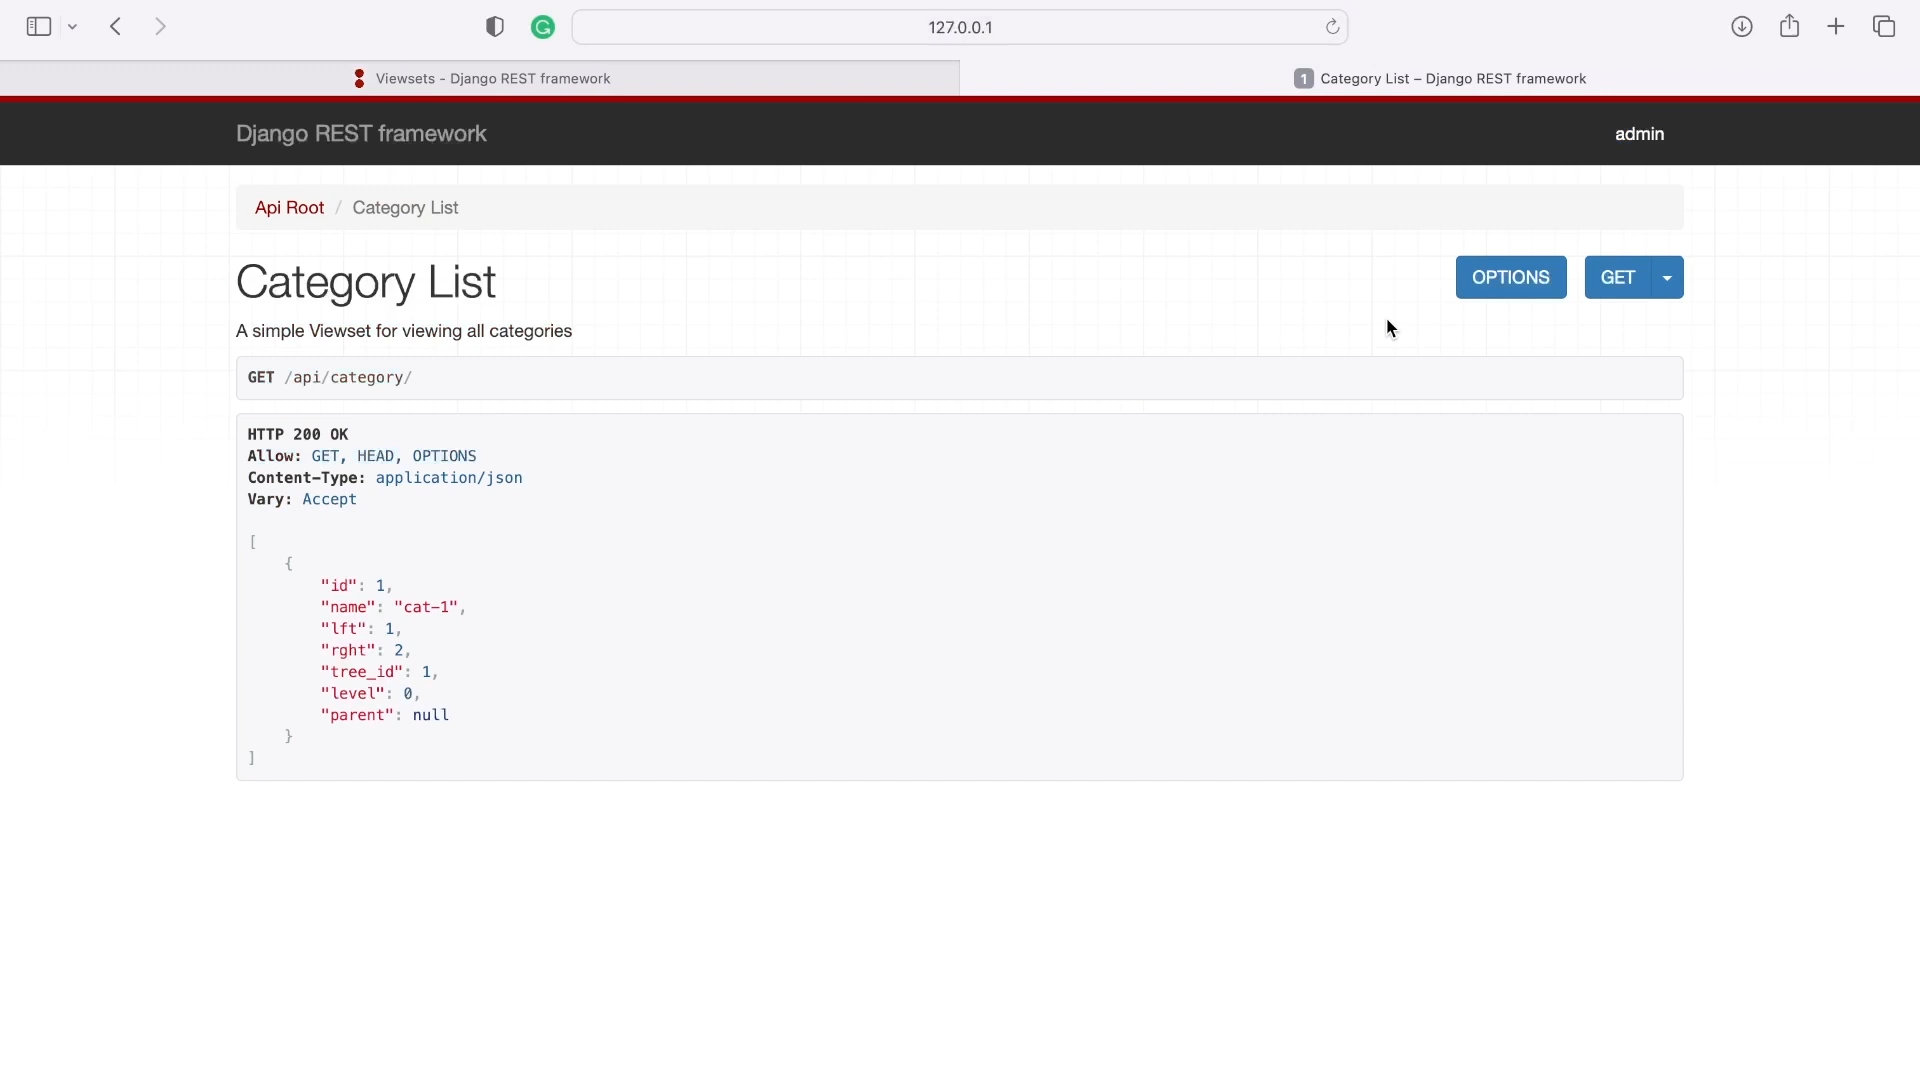 127.0.0.1
Viewsets - Django REST framework
1 Category List – Django REST framework
Django REST framework
admin
Api Root / Category List
Category List
OPTIONS
GET
A simple Viewset for viewing all categories
GET /api/category/
HTTP 200 OK
Allow: GET, HEAD, OPTIONS
Content-Type: application/json
Vary: Accept
[
{
"id": 1,
"name": "cat-1",
"lft": 1,
"rght": 2,
"tree_id": 1,
"level": 0,
"parent": null
}
]